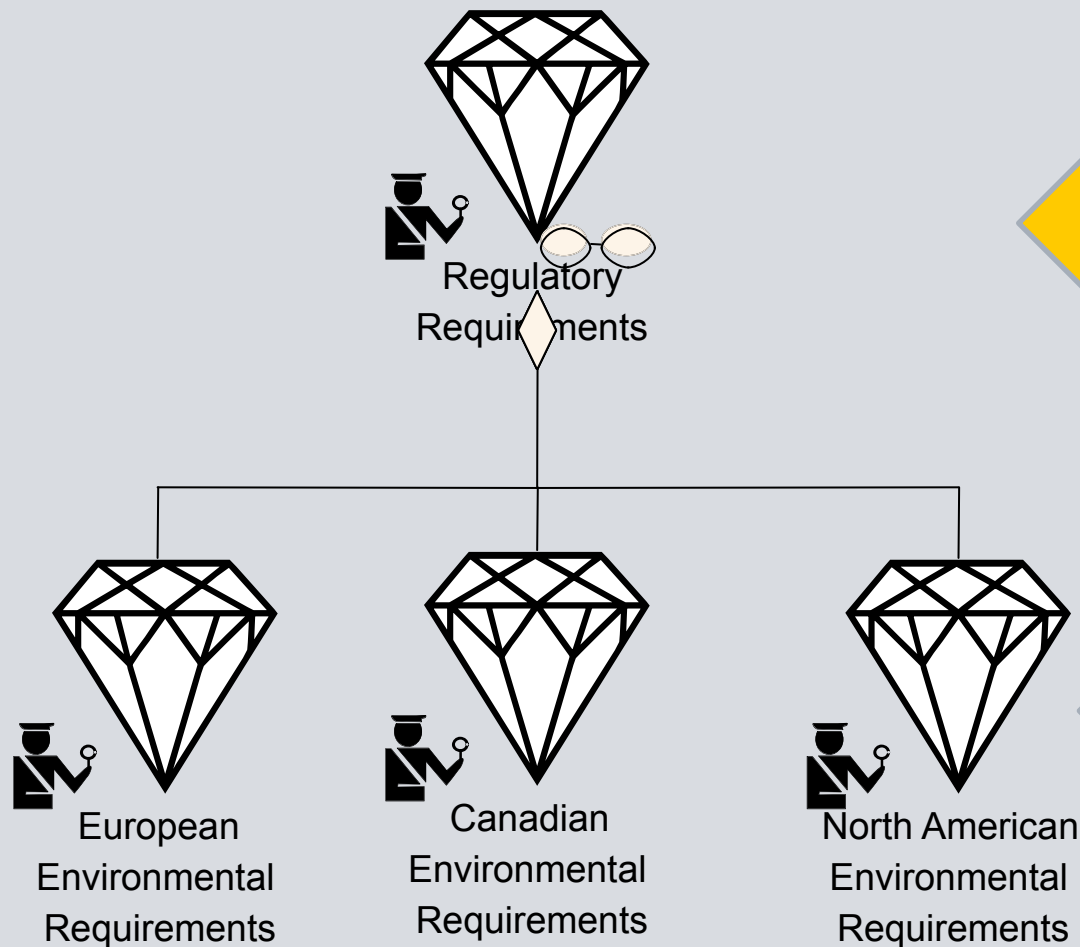 Regulatory
Requirements
European
Environmental
Requirements
Canadian
Environmental
Requirements
North American
Environmental
Requirements